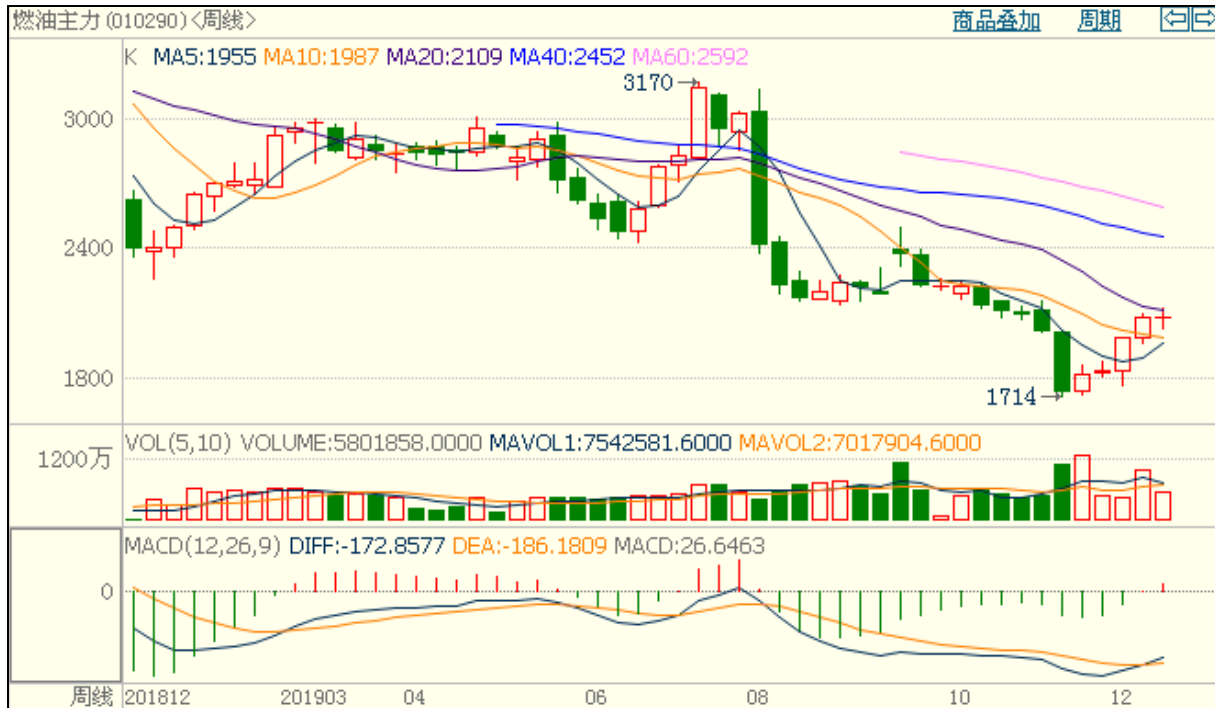 燃油主力(010290)<周线> 商品叠加 周期
K MA5:1955 MA10:1987 MA20:2109 MA40:2452 MA60:2592
3170
3000
2400
1800
1714
VOL(5,10) VOLUME:5801858.0000 MAVOL1:7542581.6000 MAVOL2:7017904.6000
1200万
MACD(12,26,9) DIFF:-172.8577 DEA:-186.1809 MACD:26.6463
0
周线 201812 201903 04 06 08 10 12